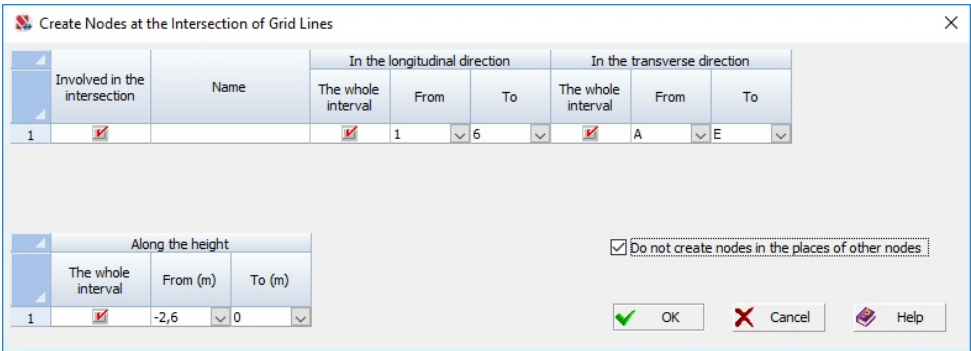 Create Nodes at the Intersection of Grid Lines
In the longitudinal direction In the transverse direction
Involved in the intersection Name The whole interval From To The whole interval From To
1 1 6 A E
Along the height
Do not create nodes in the places of other nodes
The whole interval From (m) To (m)
1 -2,6 0
OK Cancel Help